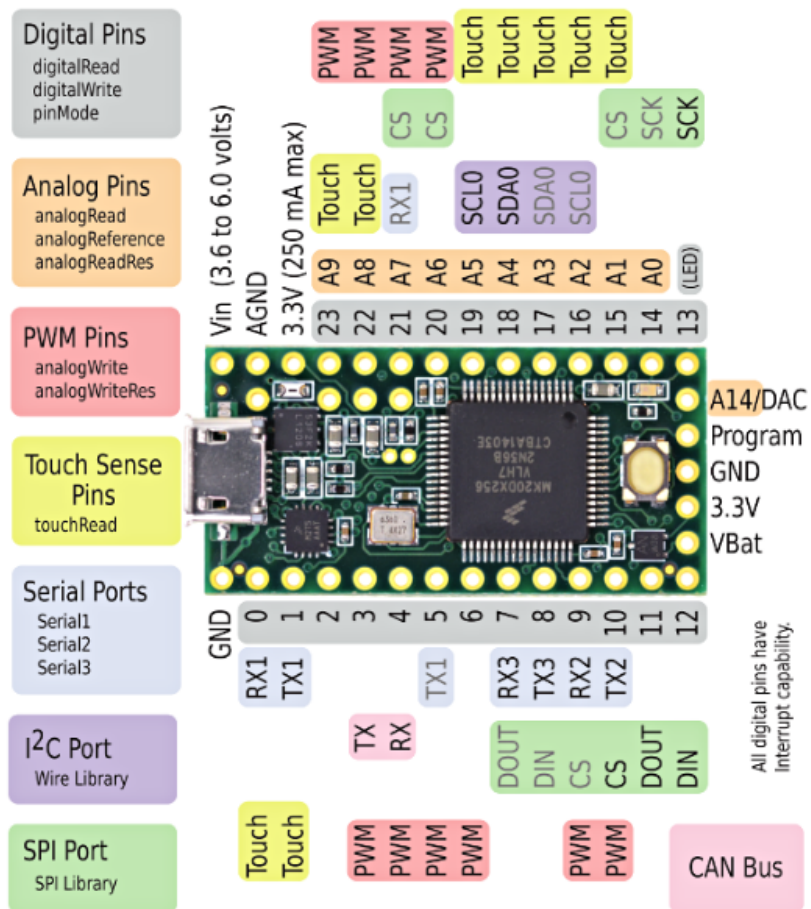 Digital Pins
digitalRead
digitalWrite
pinMode
Analog Pins
analogRead
analogReference
analogReadRes
PWM Pins
analogWrite
analogWriteRes
Touch Sense
Pins
touchRead
Serial Ports
Serial1
Serial2
Serial3
I²C Port
Wire Library
SPI Port
SPI Library
PWM PWM PWM PWM Touch Touch Touch Touch Touch
CS CS CS SCK SCK
Touch Touch RX1 SCL0 SDA0 SDA0 SCL0
Vin (3.6 to 6.0 volts)
AGND
3.3V (250 mA max)
A9 A8 A7 A6 A5 A4 A3 A2 A1 A0 (LED)
23 22 21 20 19 18 17 16 15 14 13
MK20DX256
VLH7
2N56B
CTBA1403E
A14/DAC
Program
GND
3.3V
VBat
GND 0 1 2 3 4 5 6 7 8 9 10 11 12
RX1 TX1 TX1 RX3 TX3 RX2 TX2
TX RX DOUT DIN CS CS DOUT DIN
Touch Touch PWM PWM PWM PWM PWM PWM
All digital pins have
Interrupt capability.
CAN Bus